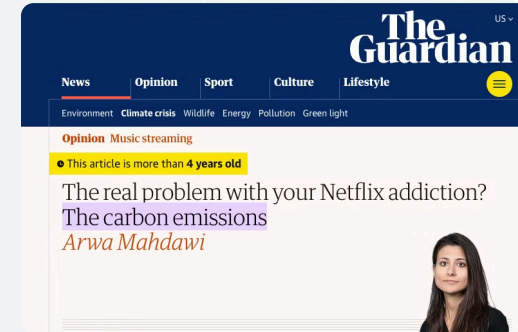 The
Guardian
US
News Opinion Sport Culture Lifestyle
Environment Climate crisis Wildlife Energy Pollution Green light
Opinion Music streaming
This article is more than 4 years old
The real problem with your Netflix addiction?
The carbon emissions
Arwa Mahdawi